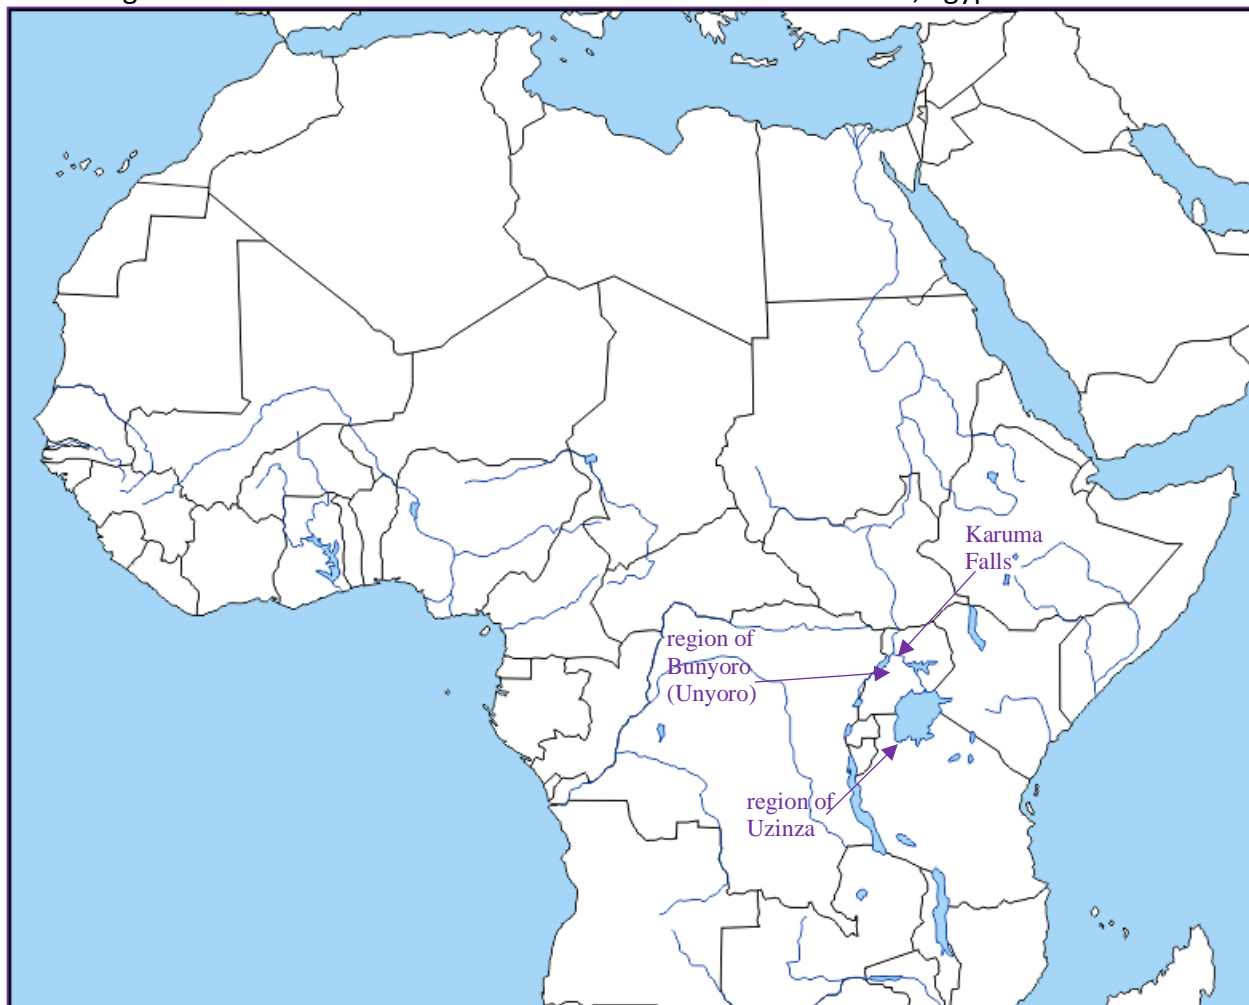 Karuma
Falls
region of
Bunyoro
(Unyoro)
region of
Uzinza